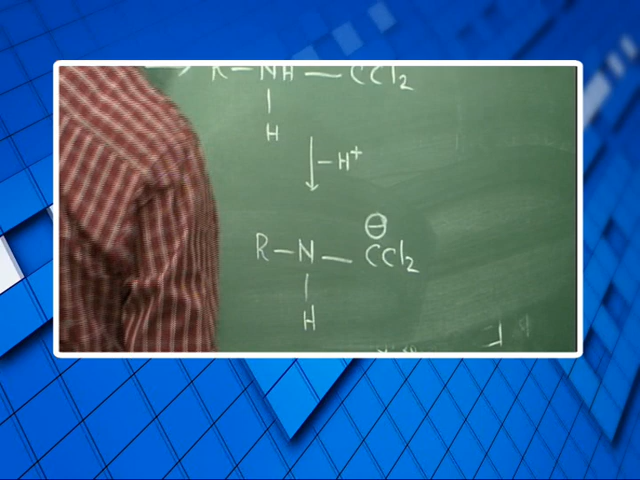 R–NH–CCl₂
H
↓ –H⁺
⊖
R–N–CCl₂
H